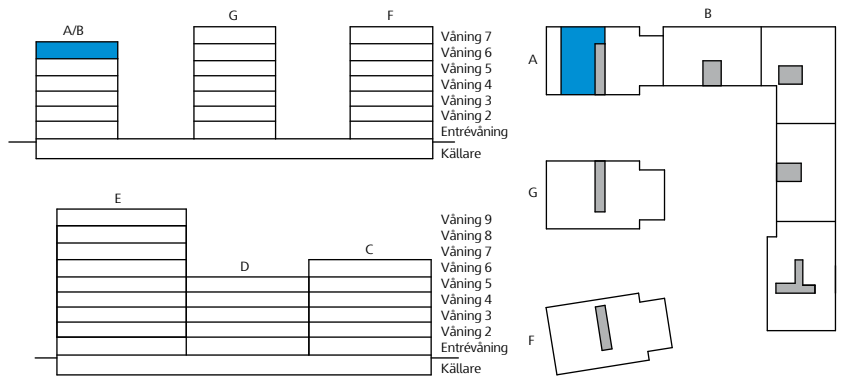 A/B
G
F
Våning 7
Våning 6
Våning 5
Våning 4
Våning 3
Våning 2
Entrévåning
Källare
E
D
C
Våning 9
Våning 8
Våning 7
Våning 6
Våning 5
Våning 4
Våning 3
Våning 2
Entrévåning
Källare
B
A
G
F